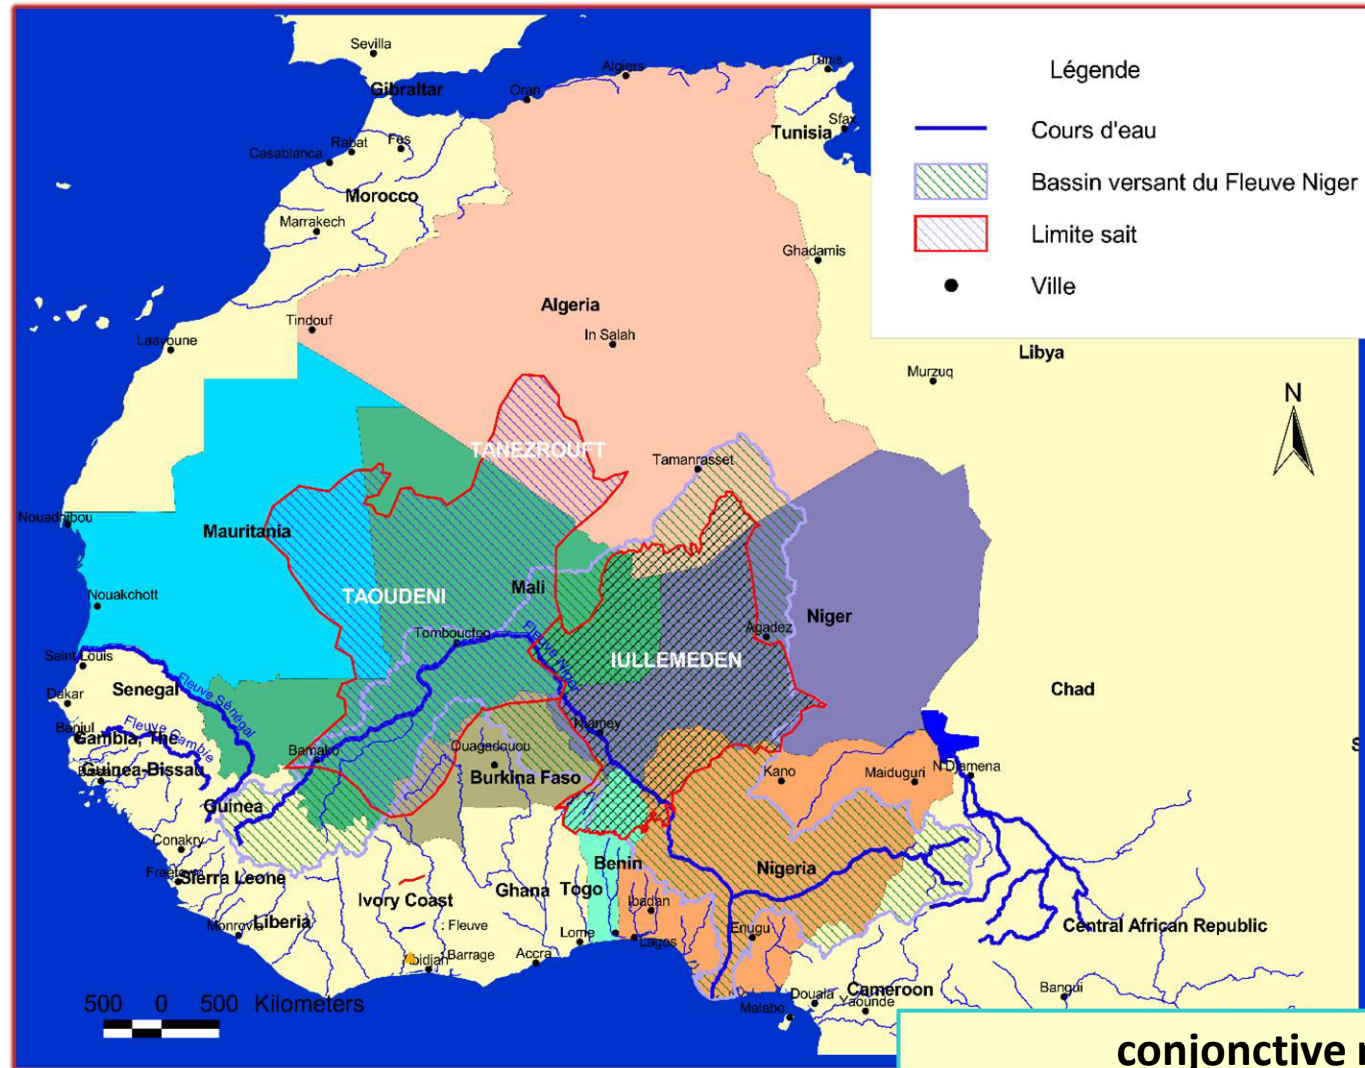 Légende
Cours d'eau
Bassin versant du Fleuve Niger
Limite sait
Ville
N
Sevilla
Gibraltar
Algiers
Oran
Tunis
Sfax
Tunisia
Casablanca
Rabat
Fes
Morocco
Marrakech
Ghadamis
Algeria
Tindouf
In Salah
Laayoune
Libya
Murzuq
TANEZROUFT
Tamanrasset
Nouadhibou
Mauritania
Nouakchott
TAOUDENI
Mali
Tombouctoo
Fleuve Niger
Agadez
Niger
IULLEMEDEN
Saint Louis
Senegal
Fleuve Sénégal
Dakar
Banjul
Gambia, The
Fleuve Gambie
Guinea-Bissau
Chad
S
Bamako
Niamey
Ouagadouou
Burkina Faso
Kano
Maiduguri
N'Djamena
Guinea
Conakry
Freetown
Sierra Leone
Monrovia
Liberia
Ivory Coast
: Fleuve
Barrage
Ghana
Togo
Benin
Nigeria
Ibadan
Lagos
Enugu
Lome
Accra
Central African Republic
Cameroon
Douala
Yaounde
Malabo
Bangui
500 0 500 Kilometers
conjonctive